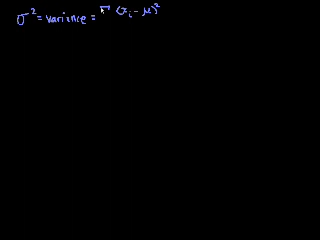 σ² = variance = Σ (xᵢ - μ)²